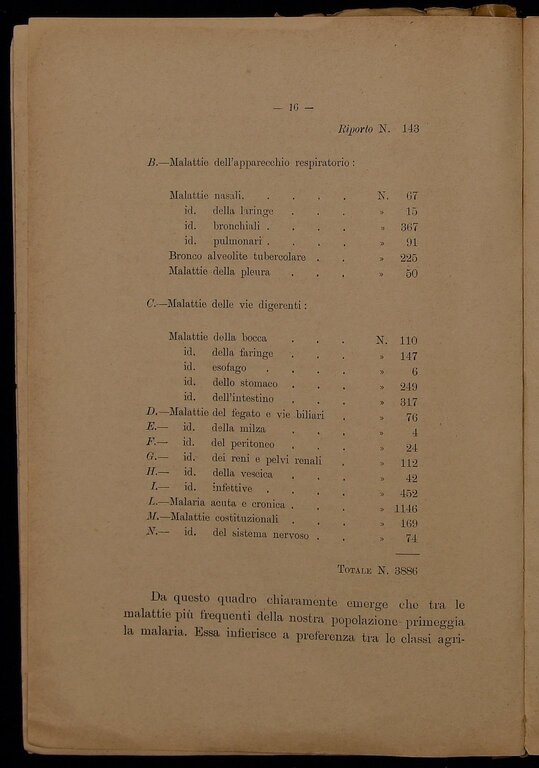 — 16 —
Riporto N. 143
B.—Malattie dell'apparecchio respiratorio :
Malattie nasali. . . . . N. 67
id. della laringe . . . » 15
id. bronchiali . . . . » 367
id. pulmonari . . . . » 91
Bronco alveolite tubercolare . . » 225
Malattie della pleura . . . » 50
C.—Malattie delle vie digerenti :
Malattie della bocca . . . N. 110
id. della faringe . . . » 147
id. esofago . . . . » 6
id. dello stomaco . . . » 249
id. dell'intestino . . . » 317
D.—Malattie del fegato e vie biliari . » 76
E.— id. della milza . . . » 4
F.— id. del peritoneo . . . » 24
G.— id. dei reni e pelvi renali . » 112
H.— id. della vescica . . . » 42
I.— id. infettive . . . . » 452
L.—Malaria acuta e cronica . . . » 1146
M.—Malattie costituzionali . . . » 169
N.— id. del sistema nervoso . . » 74
Totale N. 3886
Da questo quadro chiaramente emerge che tra le
malattie più frequenti della nostra popolazione primeggia
la malaria. Essa infierisce a preferenza tra le classi agri-